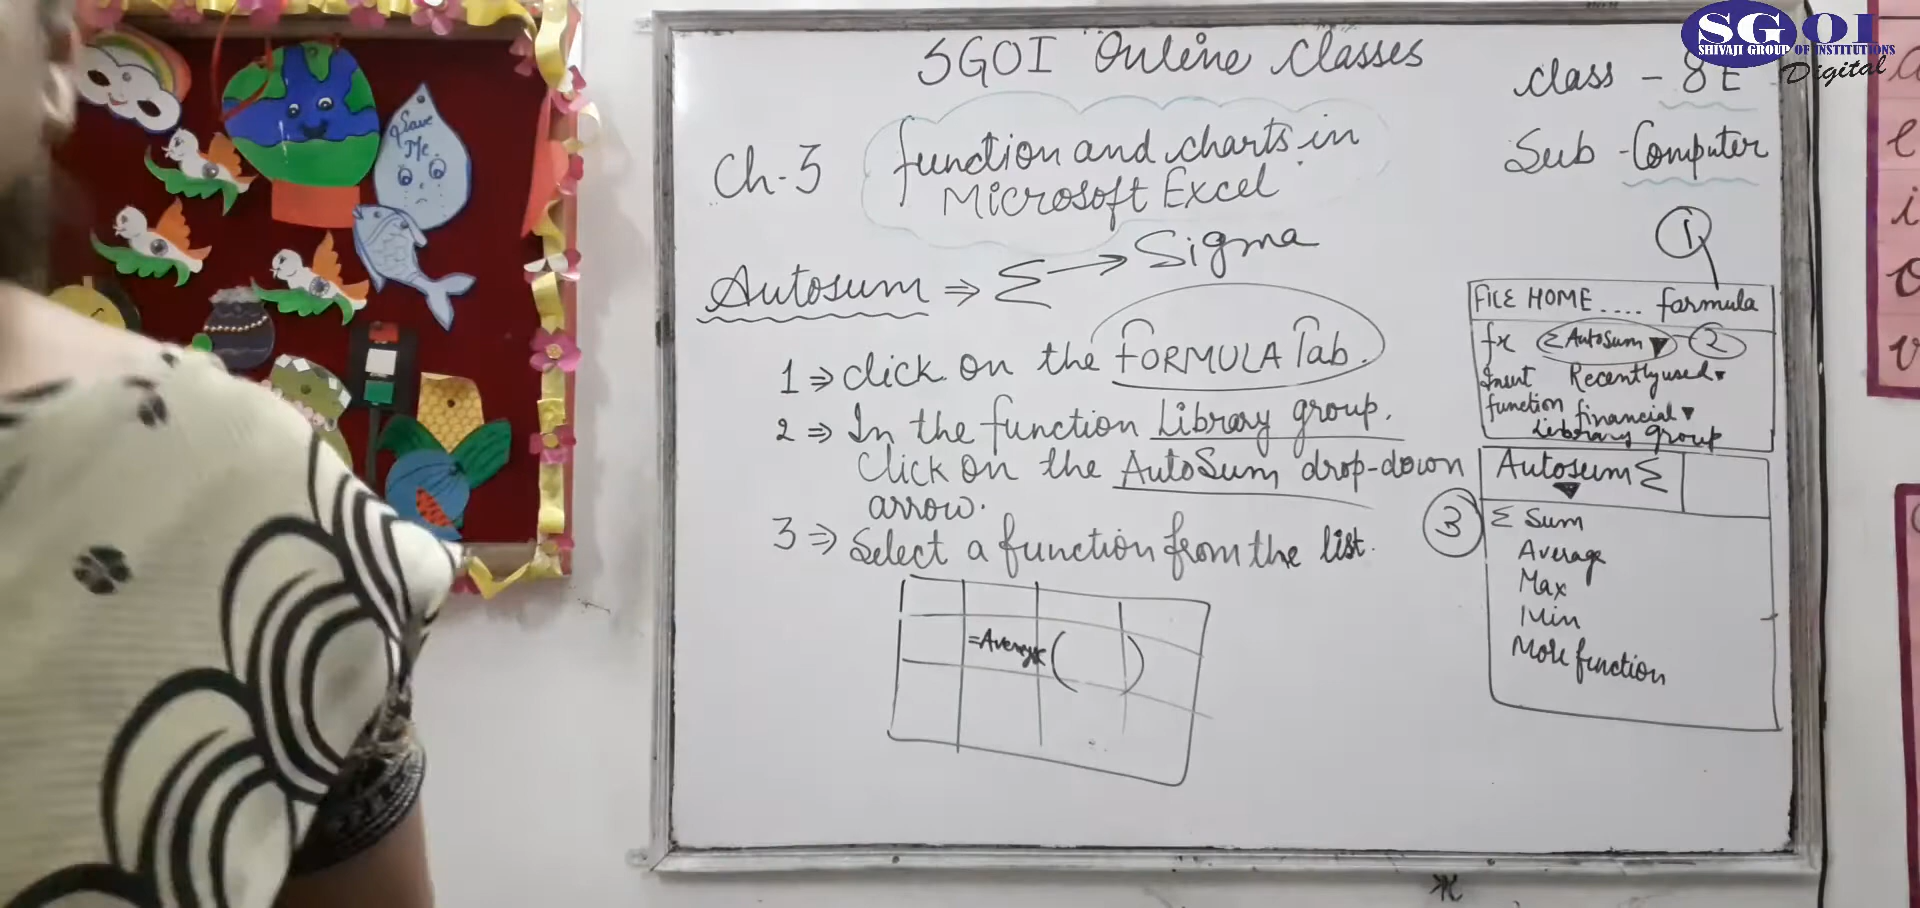 SGOI Online Classes
Class - 8 E
Sub - Computer
Ch-3
function and charts in
Microsoft Excel
Autosum ⇒ Σ → Sigma
1 ⇒ Click on the FORMULA Tab.
2 ⇒ In the function Library group.
Click on the AutoSum drop-down
arrow.
3 ⇒ Select a function from the list.
=Average ( )
1
FILE HOME .... farmula
fx Σ AutoSum ▼ 2
Insert Recently used ▼
function financial ▼
Library group
Autosum Σ
▼
3
Σ Sum
Average
Max
Min
More function
Save
Me
SGOI
SHIVAJI GROUP OF INSTITUTIONS
Digital